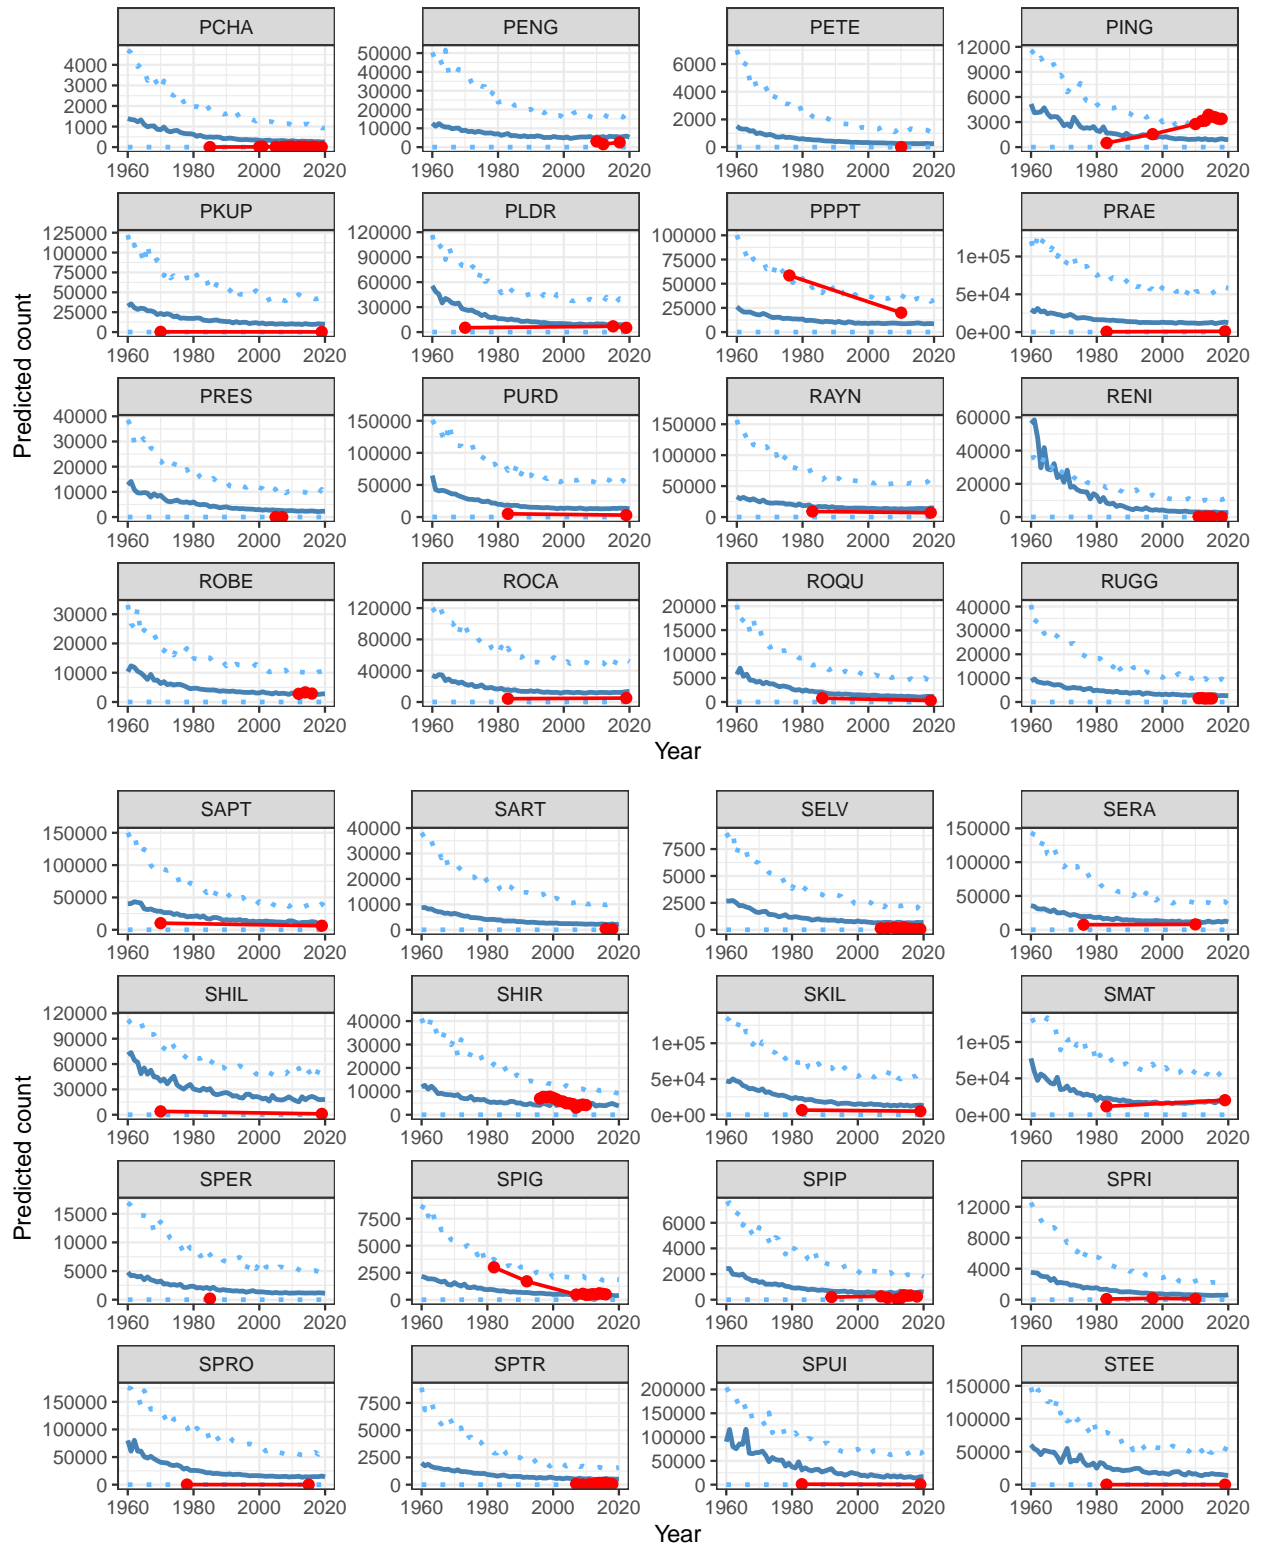 PCHA PENG PETE PING
4000 3000 2000 1000 0
50000 40000 30000 20000 10000 0
6000 4000 2000 0
12000 9000 6000 3000 0
1960 1980 2000 2020 1960 1980 2000 2020 1960 1980 2000 2020 1960 1980 2000 2020
PKUP PLDR PPPT PRAE
125000 100000 75000 50000 25000 0
120000 90000 60000 30000 0
100000 75000 50000 25000 0
1e+05 5e+04 0e+00
1960 1980 2000 2020 1960 1980 2000 2020 1960 1980 2000 2020 1960 1980 2000 2020
Predicted count
PRES PURD RAYN RENI
40000 30000 20000 10000 0
150000 100000 50000 0
150000 100000 50000 0
60000 40000 20000 0
1960 1980 2000 2020 1960 1980 2000 2020 1960 1980 2000 2020 1960 1980 2000 2020
ROBE ROCA ROQU RUGG
30000 20000 10000 0
120000 80000 40000 0
20000 15000 10000 5000 0
40000 30000 20000 10000 0
1960 1980 2000 2020 1960 1980 2000 2020 1960 1980 2000 2020 1960 1980 2000 2020
Year
SAPT SART SELV SERA
150000 100000 50000 0
40000 30000 20000 10000 0
7500 5000 2500 0
150000 100000 50000 0
1960 1980 2000 2020 1960 1980 2000 2020 1960 1980 2000 2020 1960 1980 2000 2020
SHIL SHIR SKIL SMAT
120000 90000 60000 30000 0
40000 30000 20000 10000 0
1e+05 5e+04 0e+00
1e+05 5e+04 0e+00
1960 1980 2000 2020 1960 1980 2000 2020 1960 1980 2000 2020 1960 1980 2000 2020
Predicted count
SPER SPIG SPIP SPRI
15000 10000 5000 0
7500 5000 2500 0
6000 4000 2000 0
12000 8000 4000 0
1960 1980 2000 2020 1960 1980 2000 2020 1960 1980 2000 2020 1960 1980 2000 2020
SPRO SPTR SPUI STEE
150000 100000 50000 0
7500 5000 2500 0
200000 150000 100000 50000 0
150000 100000 50000 0
1960 1980 2000 2020 1960 1980 2000 2020 1960 1980 2000 2020 1960 1980 2000 2020
Year